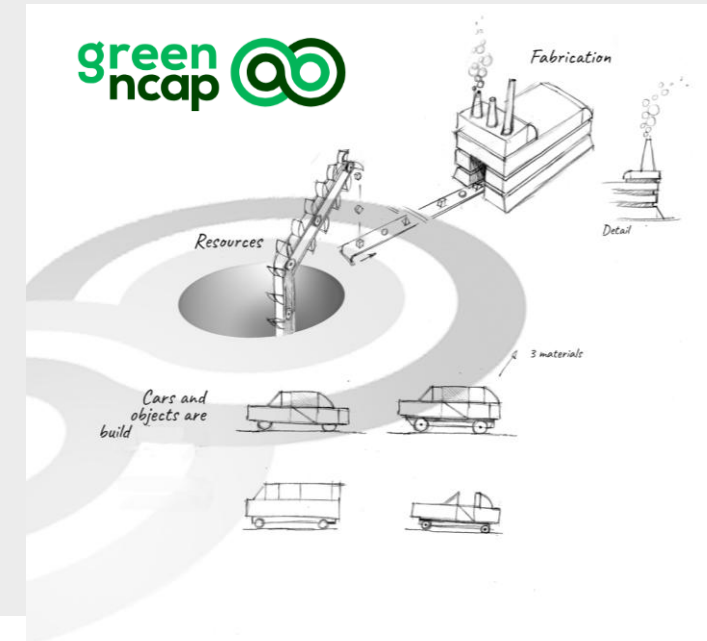 green
ncap
Fabrication
Resources
Detail
3 materials
Cars and
objects are
build